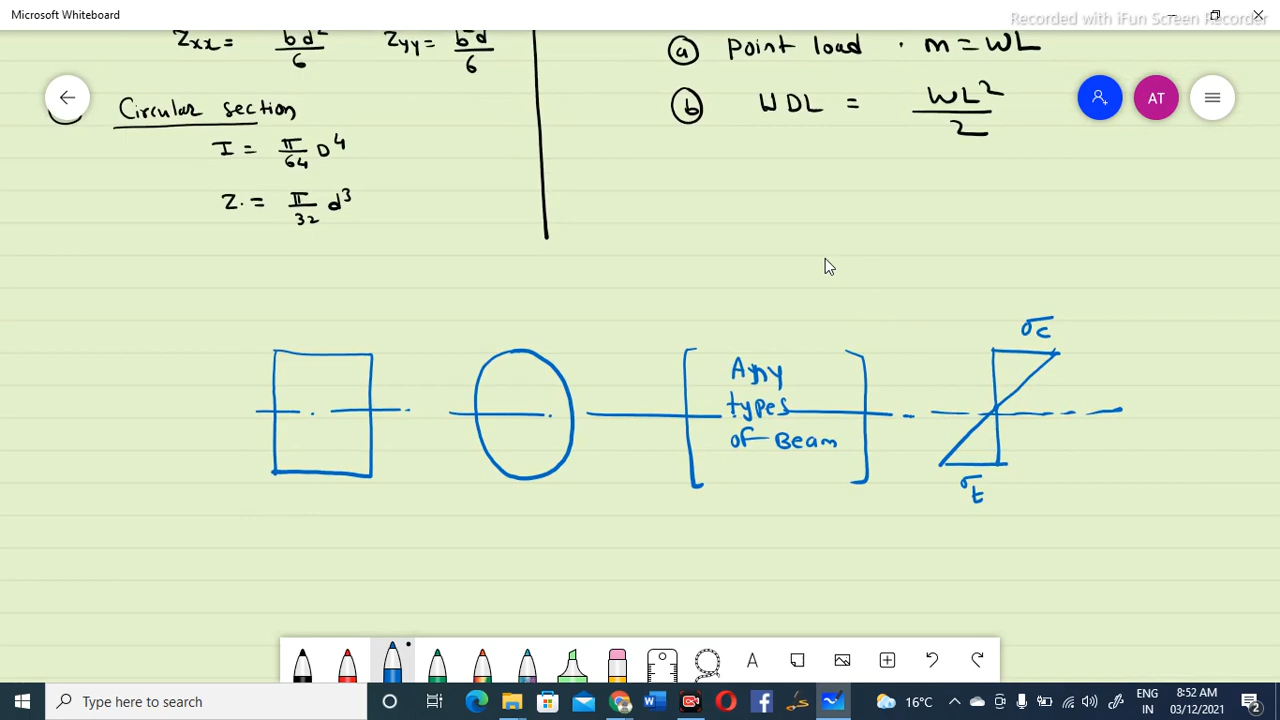 Microsoft Whiteboard
Recorded with iFun Screen Recorder
Zxx = bd²/6 Zyy = b²d/6
Circular section
I = π/64 D⁴
Z = π/32 d³
(a) Point load . m = WL
(b) WDL = WL²/2
AT
σc
Any
types
of Beam
σt
A
Type here to search
16°C
ENG
IN
8:52 AM
03/12/2021
2